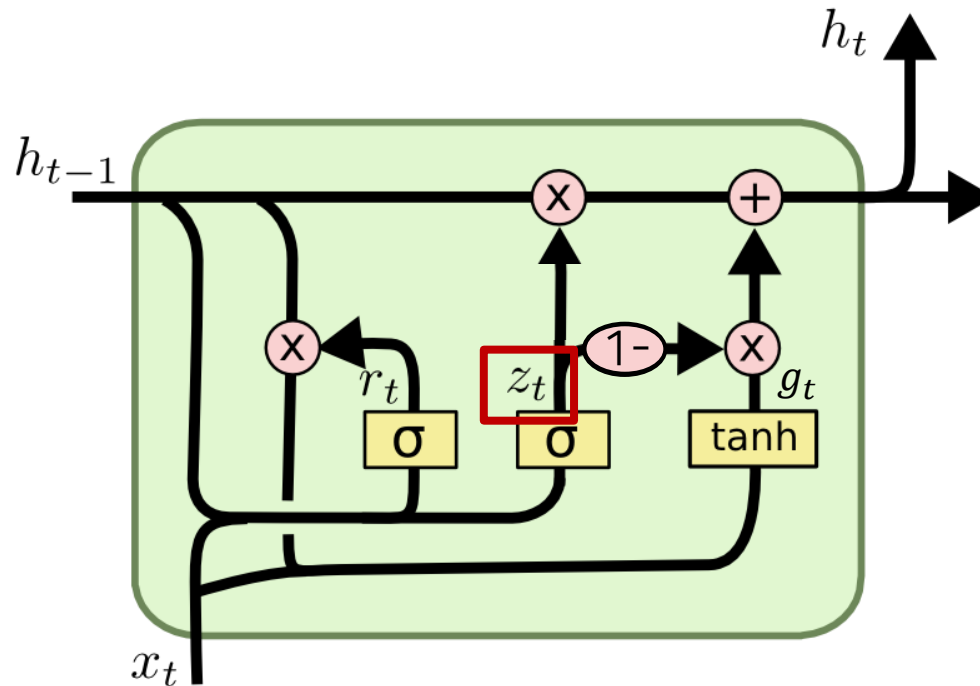 h_t
h_{t-1}
x +
x 1- x
r_t z_t g_t
σ σ tanh
x_t